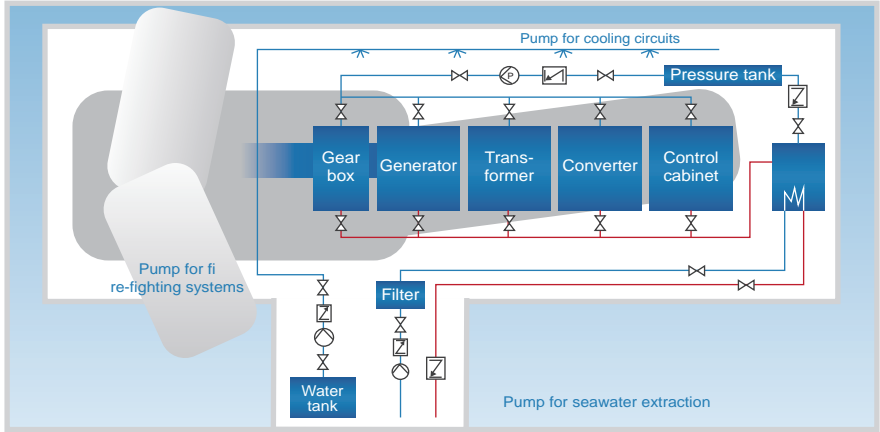 Pump for cooling circuits
Pressure tank
P
Gear
box
Generator
Trans-
former
Converter
Control
cabinet
Pump for fi
re-fighting systems
Filter
Water
tank
Pump for seawater extraction